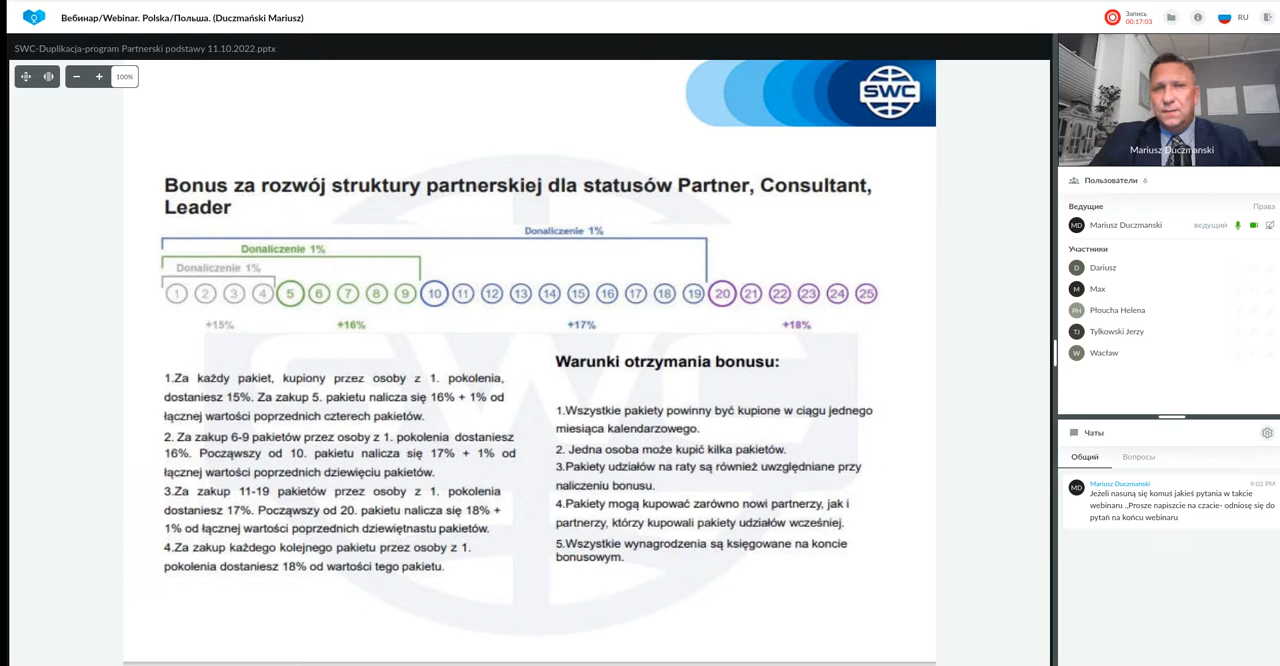 Вебинар/Webinar. Polska/Польша. (Duczmański Mariusz)
Запись
00:17:03
RU
SWC-Duplikacja-program Partnerski podstawy 11.10.2022.pptx
100%
SWC
Bonus za rozwój struktury partnerskiej dla statusów Partner, Consultant,
Leader
Donaliczenie 1%
Donaliczenie 1%
Donaliczenie 1%
1 2 3 4 5 6 7 8 9 10 11 12 13 14 15 16 17 18 19 20 21 22 23 24 25
+15% +16% +17% +18%
1.Za każdy pakiet, kupiony przez osoby z 1. pokolenia,
dostaniesz 15%. Za zakup 5. pakietu nalicza się 16% + 1% od
łącznej wartości poprzednich czterech pakietów.
2. Za zakup 6-9 pakietów przez osoby z 1. pokolenia dostaniesz
16%. Począwszy od 10. pakietu nalicza się 17% + 1% od
łącznej wartości poprzednich dziewięciu pakietów.
3.Za zakup 11-19 pakietów przez osoby z 1. pokolenia
dostaniesz 17%. Począwszy od 20. pakietu nalicza się 18% +
1% od łącznej wartości poprzednich dziewiętnastu pakietów.
4.Za zakup każdego kolejnego pakietu przez osoby z 1.
pokolenia dostaniesz 18% od wartości tego pakietu.
Warunki otrzymania bonusu:
1.Wszystkie pakiety powinny być kupione w ciągu jednego
miesiąca kalendarzowego.
2. Jedna osoba może kupić kilka pakietów.
3.Pakiety udziałów na raty są również uwzględniane przy
naliczeniu bonusu.
4.Pakiety mogą kupować zarówno nowi partnerzy, jak i
partnerzy, którzy kupowali pakiety udziałów wcześniej.
5.Wszystkie wynagrodzenia są księgowane na koncie
bonusowym.
Mariusz Duczmanski
Пользователи 6
Ведущие Права
MD Mariusz Duczmanski ведущий
Участники
D Dariusz
M Max
PH Płoucha Helena
TJ Tylkowski Jerzy
W Wacław
Чаты
Общий Вопросы
MD Mariusz Duczmanski 9:02 PM
Jeżeli nasuną się komuś jakieś pytania w takcie
webinaru ,,Prosze napiszcie na czacie- odniosę się do
pytań na końcu webinaru